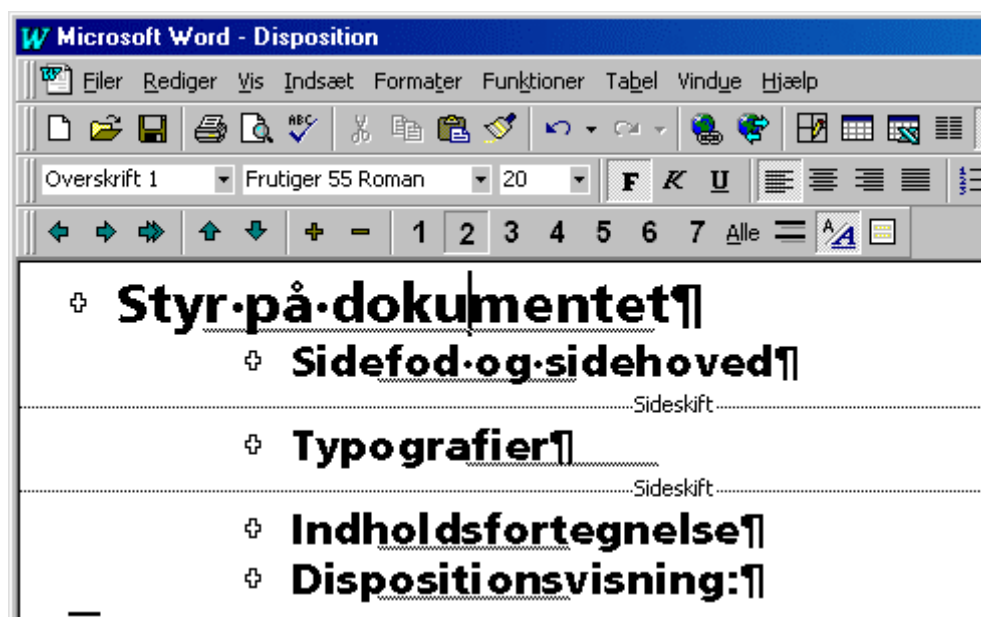 Microsoft Word - Disposition
Filer Rediger Vis Indsæt Formater Funktioner Tabel Vindue Hjælp
ABC
Overskrift 1 Frutiger 55 Roman 20 F K U
1 2 3 4 5 6 7 Alle A A
Styr·på·dokumentet¶
Sidefod·og·sidehoved¶
Sideskift
Typografier¶
Sideskift
Indholdsfortegnelse¶
Dispositionsvisning:¶